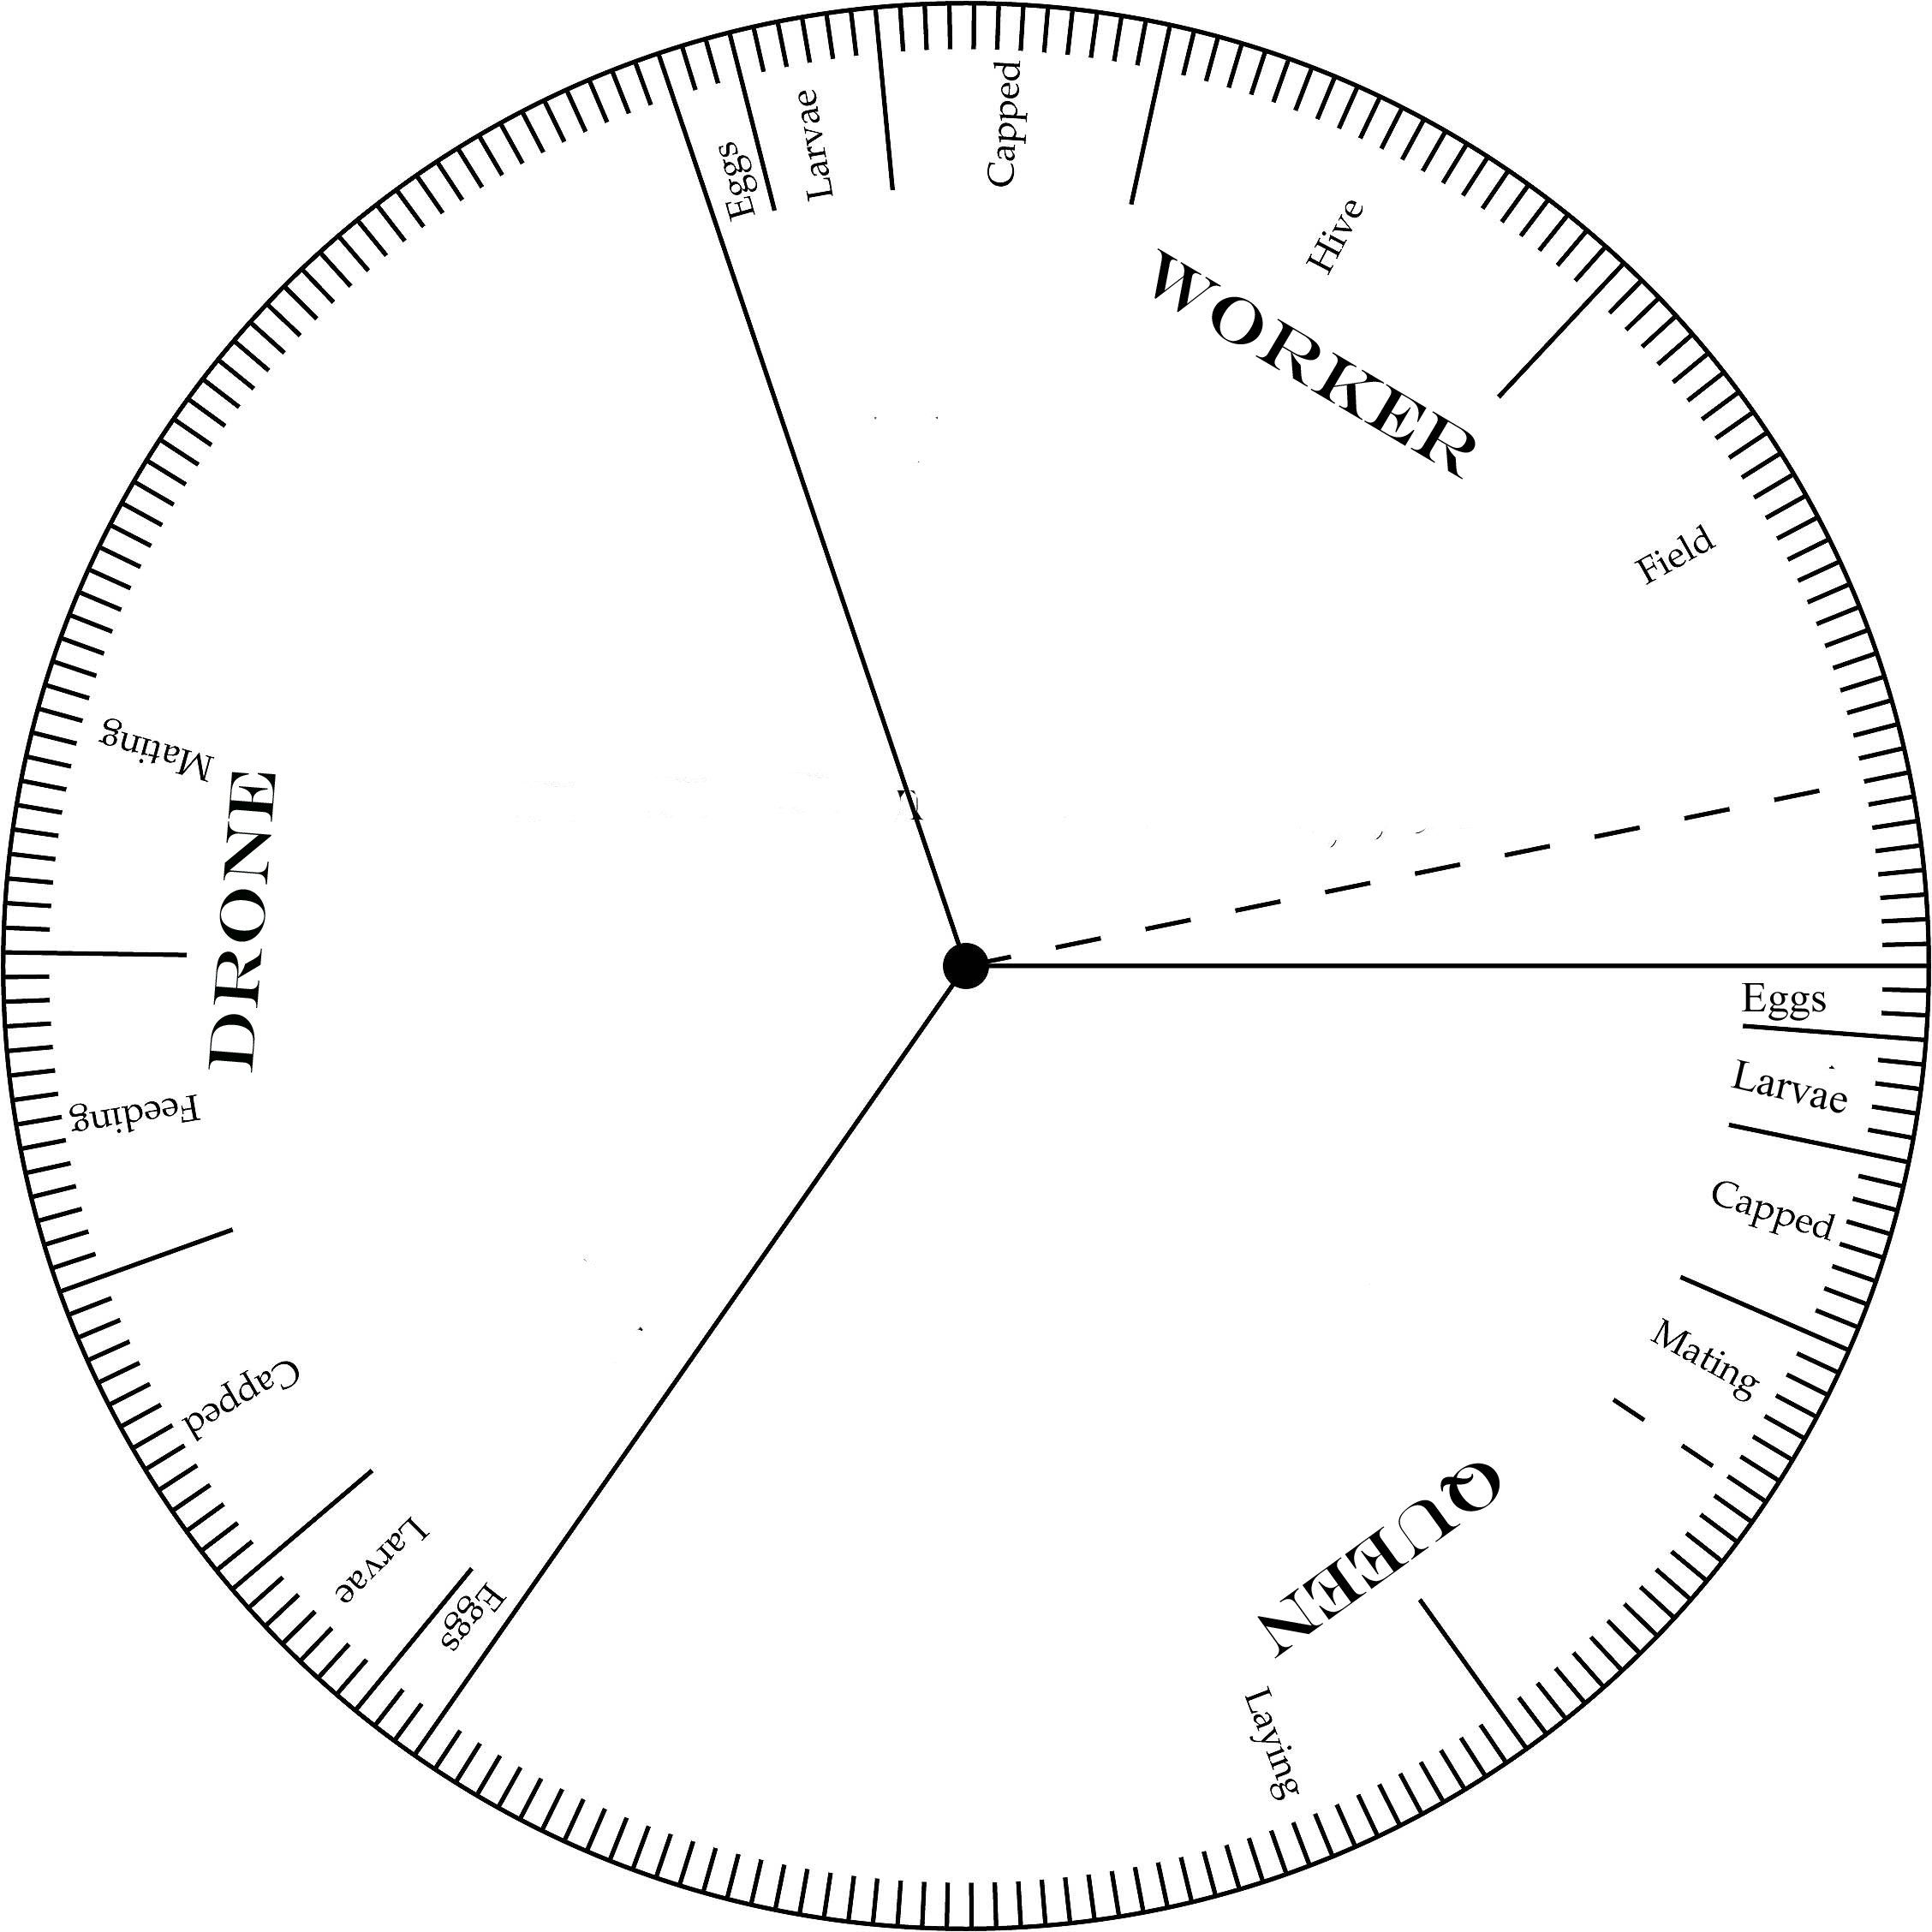 Eggs
Larvae
Capped
Hive
WORKER
Field
Eggs
Larvae
Capped
Mating
QUEEN
Laying
Eggs
Larvae
Capped
Feeding
DRONE
Mating